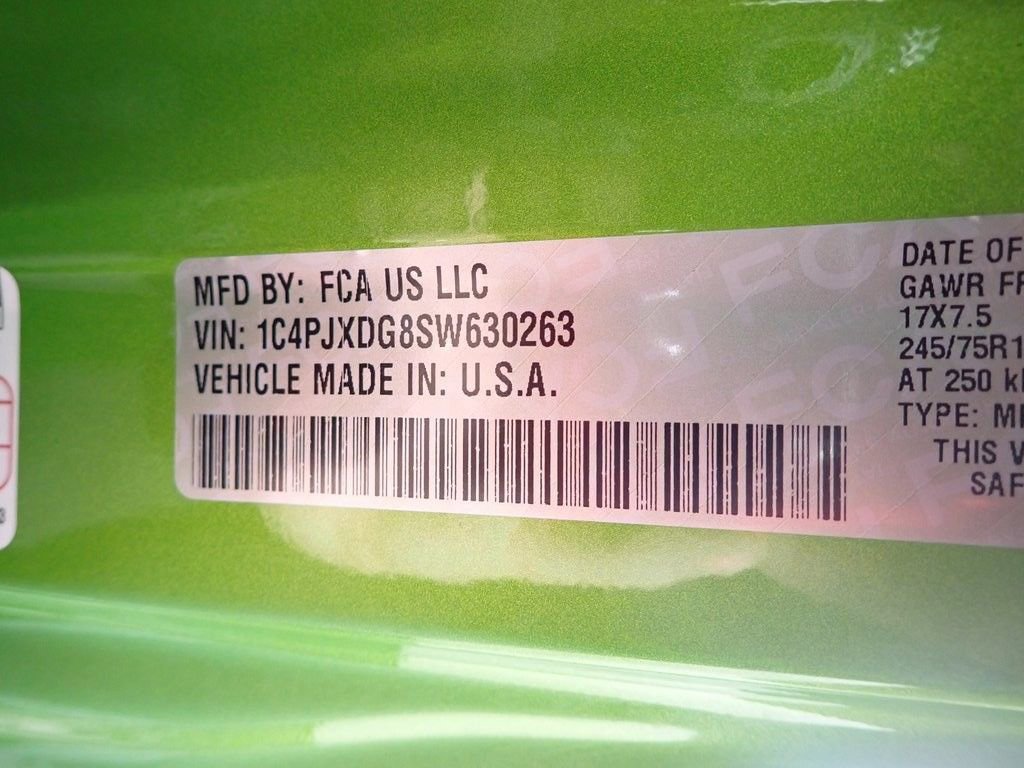 MFD BY: FCA US LLC
VIN: 1C4PJXDG8SW630263
VEHICLE MADE IN: U.S.A.
DATE OF
GAWR
17X7.5
245/75R1
AT 250
TYPE:
THIS